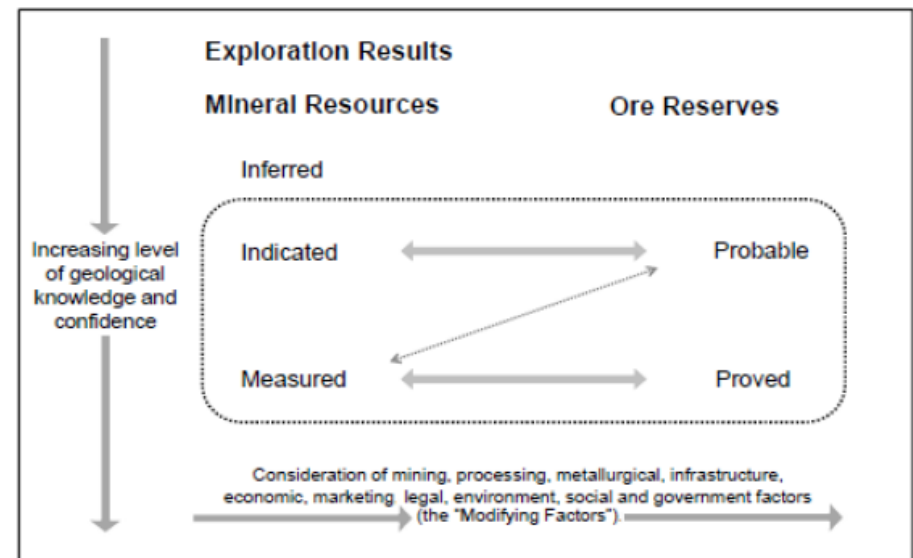 Exploration Results
Mineral Resources
Ore Reserves
Inferred
Increasing level
of geological
knowledge and
confidence
Indicated
Probable
Measured
Proved
Consideration of mining, processing, metallurgical, infrastructure,
economic, marketing, legal, environment, social and government factors
(the "Modifying Factors").